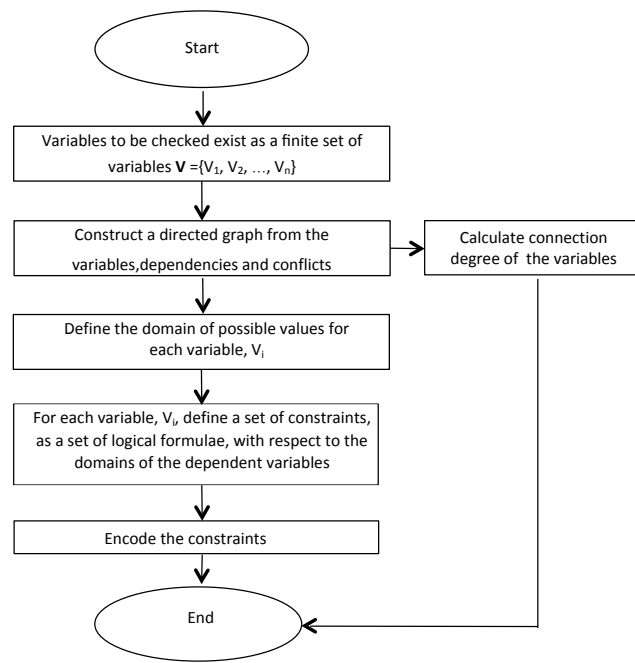 Start
Variables to be checked exist as a finite set of
variables V ={V₁, V₂, …, Vₙ}
Construct a directed graph from the
variables,dependencies and conflicts
Calculate connection
degree of the variables
Define the domain of possible values for
each variable, Vᵢ
For each variable, Vᵢ, define a set of constraints,
as a set of logical formulae, with respect to the
domains of the dependent variables
Encode the constraints
End